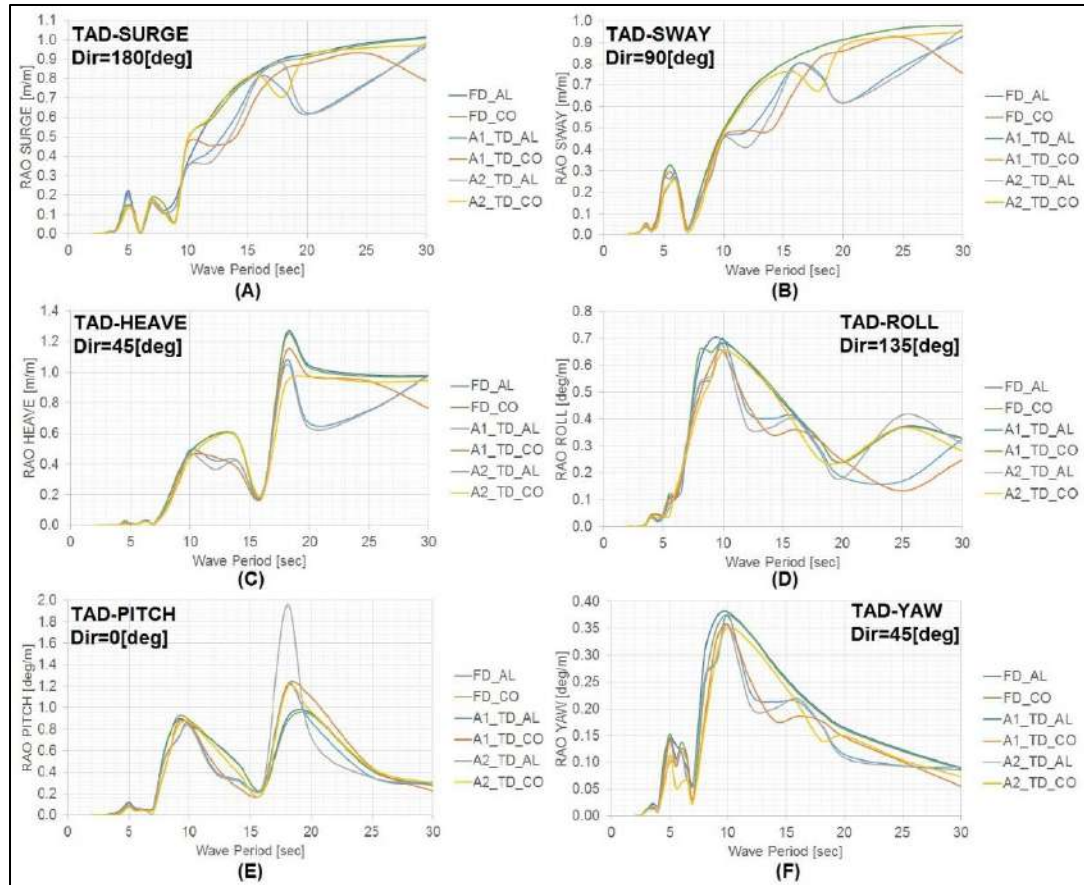 TAD-SURGE
Dir=180[deg]
RAO SURGE [m/m]
1.1
1.0
0.9
0.8
0.7
0.6
0.5
0.4
0.3
0.2
0.1
0.0
0 5 10 15 20 25 30
Wave Period [sec]
(A)
FD_AL
FD_CO
A1_TD_AL
A1_TD_CO
A2_TD_AL
A2_TD_CO
TAD-SWAY
Dir=90[deg]
RAO SWAY [m/m]
1.0
0.9
0.8
0.7
0.6
0.5
0.4
0.3
0.2
0.1
0.0
0 5 10 15 20 25 30
Wave Period [sec]
(B)
FD_AL
FD_CO
A1_TD_AL
A1_TD_CO
A2_TD_AL
A2_TD_CO
TAD-HEAVE
Dir=45[deg]
RAO HEAVE [m/m]
1.4
1.2
1.0
0.8
0.6
0.4
0.2
0.0
0 5 10 15 20 25 30
Wave Period [sec]
(C)
FD_AL
FD_CO
A1_TD_AL
A1_TD_CO
A2_TD_AL
A2_TD_CO
TAD-ROLL
Dir=135[deg]
RAO ROLL [deg/m]
0.8
0.7
0.6
0.5
0.4
0.3
0.2
0.1
0.0
0 5 10 15 20 25 30
Wave Period [sec]
(D)
FD_AL
FD_CO
A1_TD_AL
A1_TD_CO
A2_TD_AL
A2_TD_CO
TAD-PITCH
Dir=0[deg]
RAO PITCH [deg/m]
2.0
1.8
1.6
1.4
1.2
1.0
0.8
0.6
0.4
0.2
0.0
0 5 10 15 20 25 30
Wave Period [sec]
(E)
FD_AL
FD_CO
A1_TD_AL
A1_TD_CO
A2_TD_AL
A2_TD_CO
TAD-YAW
Dir=45[deg]
RAO YAW [deg/m]
0.40
0.35
0.30
0.25
0.20
0.15
0.10
0.05
0.00
0 5 10 15 20 25 30
Wave Period [sec]
(F)
FD_AL
FD_CO
A1_TD_AL
A1_TD_CO
A2_TD_AL
A2_TD_CO